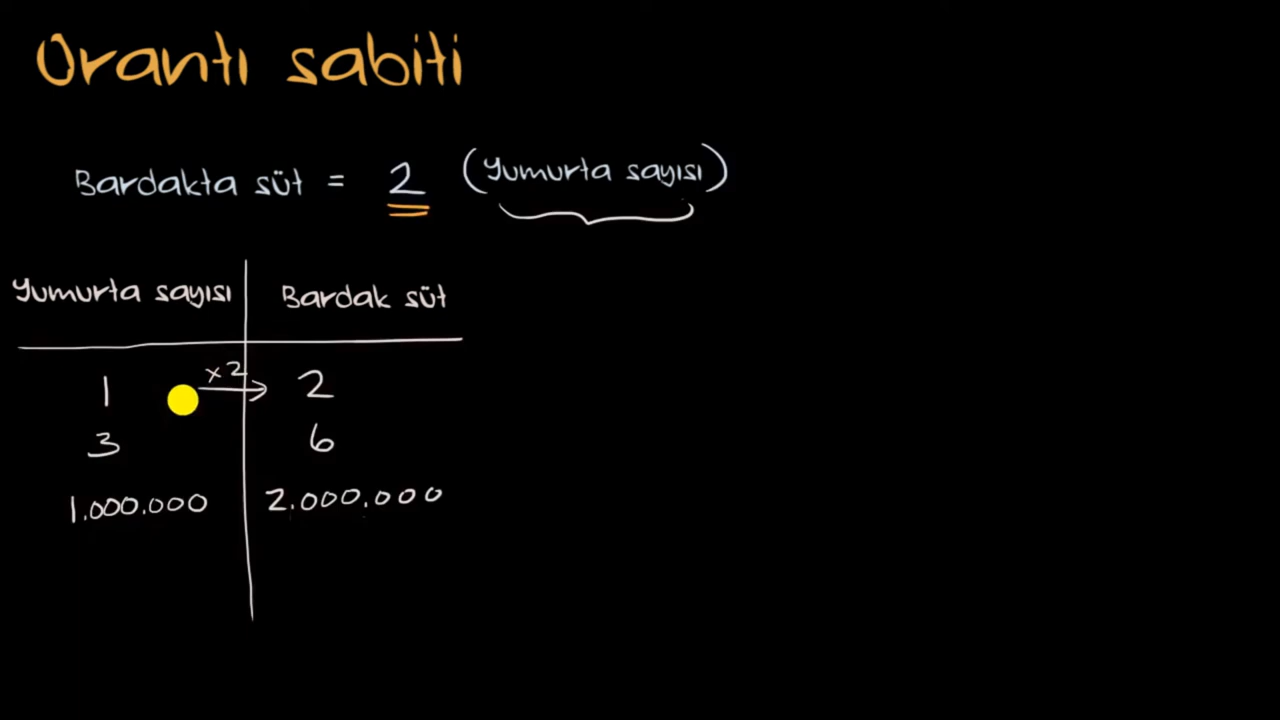 Orantı sabiti
Bardakta süt = 2 (Yumurta sayısı)
Yumurta sayısı Bardak süt
1 x2 2
3 6
1.000.000 2.000.000